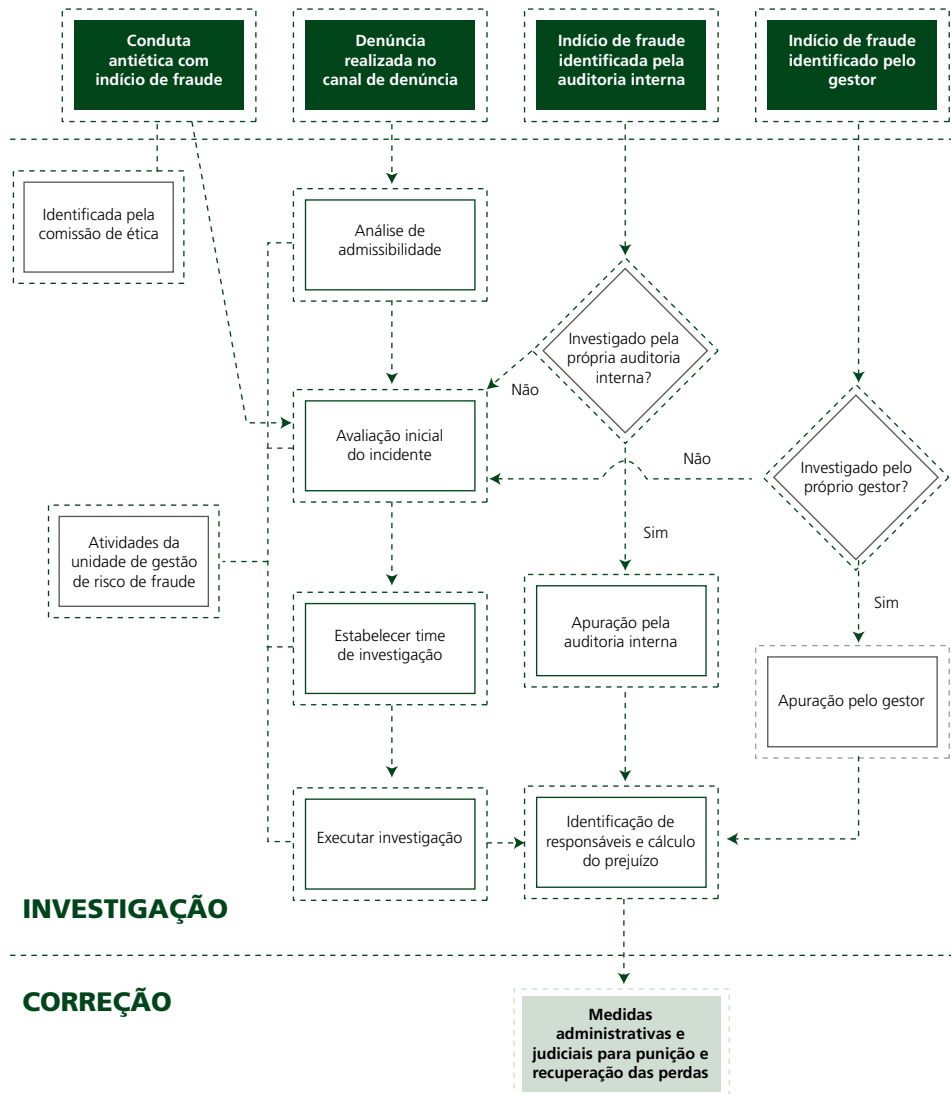 Conduta
antiética com
indício de fraude
Denúncia
realizada no
canal de denúncia
Indício de fraude
identificada pela
auditoria interna
Indício de fraude
identificado pelo
gestor
Identificada pela
comissão de ética
Análise de
admissibilidade
Investigado pela
própria auditoria
interna?
Não
Avaliação inicial
do incidente
Não
Investigado pelo
próprio gestor?
Atividades da
unidade de gestão
de risco de fraude
Sim
Sim
Estabelecer time
de investigação
Apuração pela
auditoria interna
Apuração pelo gestor
Executar investigação
Identificação de
responsáveis e cálculo
do prejuízo
INVESTIGAÇÃO
CORREÇÃO
Medidas
administrativas e
judiciais para punição e
recuperação das perdas